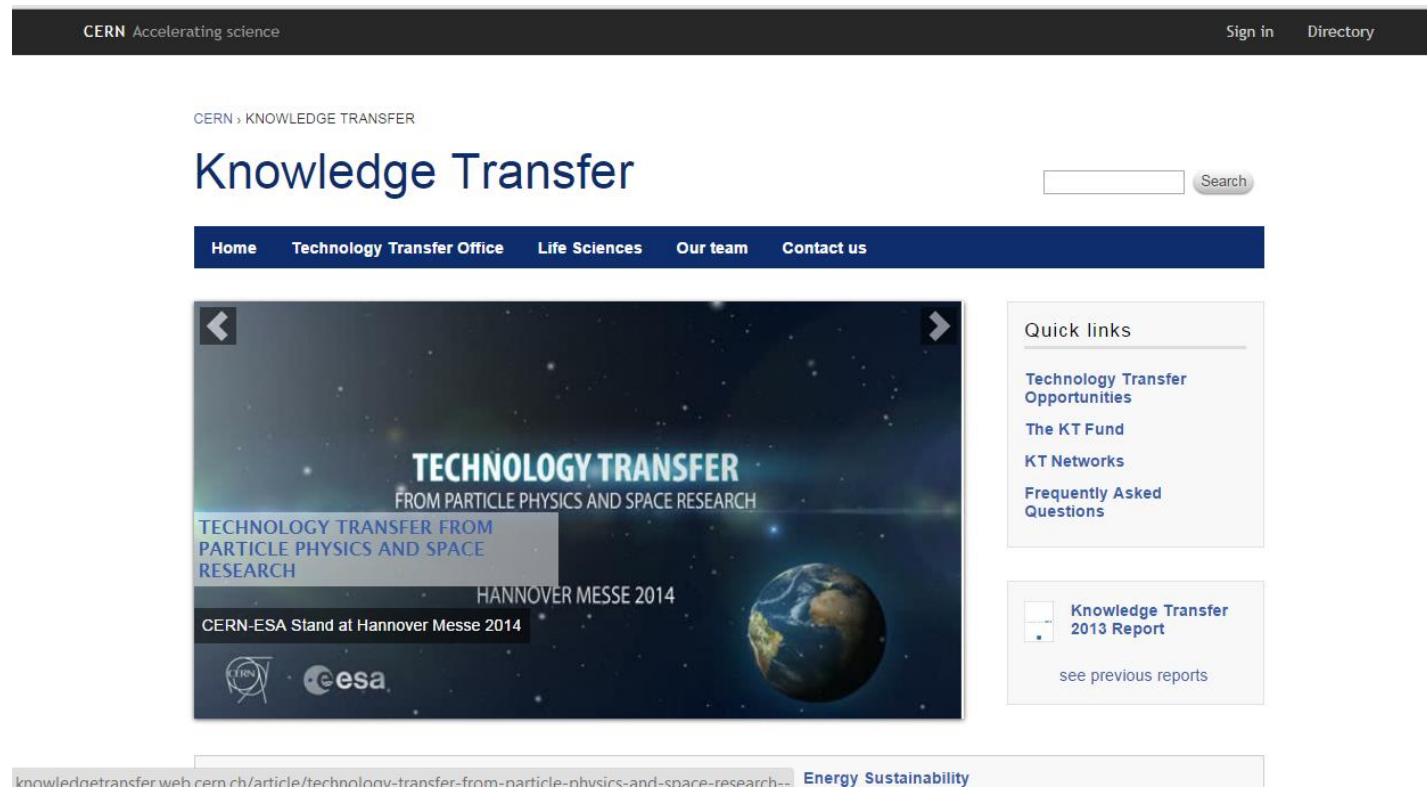 CERN Accelerating science
Sign in
Directory
CERN › KNOWLEDGE TRANSFER
Knowledge Transfer
Search
Home
Technology Transfer Office
Life Sciences
Our team
Contact us
TECHNOLOGY TRANSFER
FROM PARTICLE PHYSICS AND SPACE RESEARCH
TECHNOLOGY TRANSFER FROM
PARTICLE PHYSICS AND SPACE
RESEARCH
HANNOVER MESSE 2014
CERN-ESA Stand at Hannover Messe 2014
CERN
esa
Quick links
Technology Transfer
Opportunities
The KT Fund
KT Networks
Frequently Asked
Questions
Knowledge Transfer
2013 Report
see previous reports
knowledgetransfer.web.cern.ch/article/technology-transfer-from-particle-physics-and-space-research--
Energy Sustainability